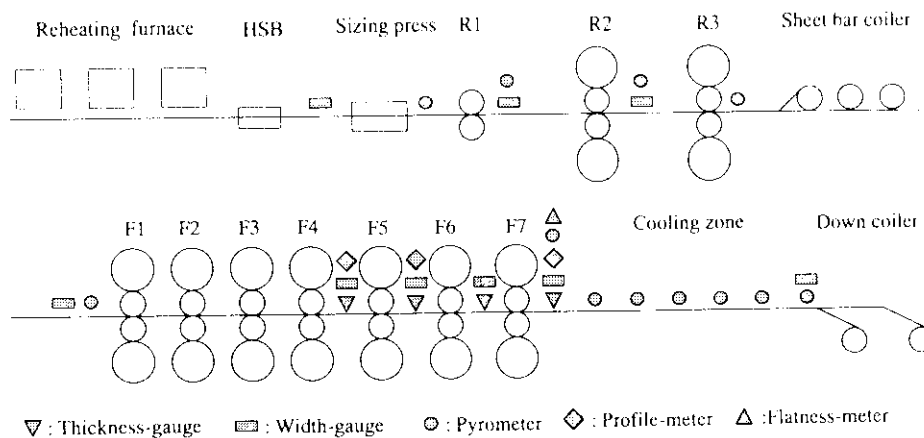 Reheating furnace HSB Sizing press R1 R2 R3 Sheet bar coiler
F1 F2 F3 F4 F5 F6 F7 Cooling zone Down coiler
: Thickness-gauge : Width-gauge : Pyrometer : Profile-meter :Flatness-meter